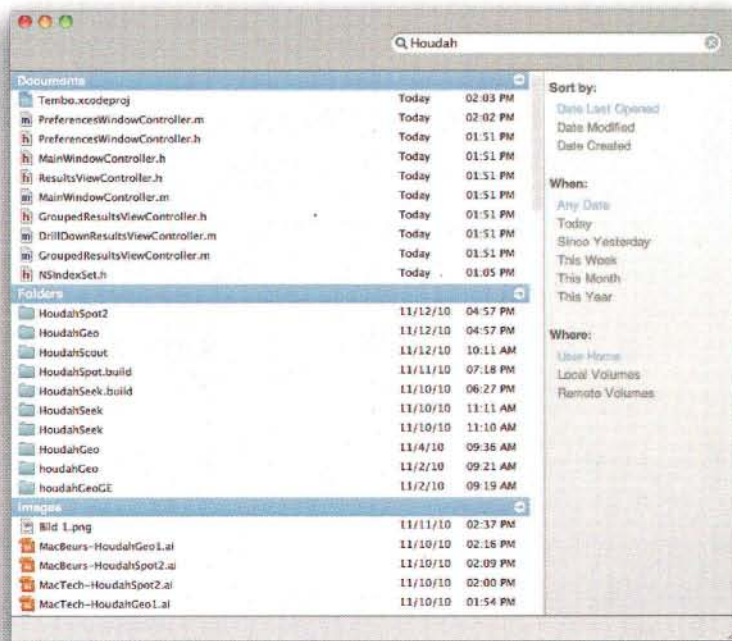 Houdah
Documents
Tembo.xcodeproj Today 02:03 PM
PreferencesWindowController.m Today 02:02 PM
PreferencesWindowController.h Today 01:51 PM
MainWindowController.h Today 01:51 PM
ResultsViewController.h Today 01:51 PM
MainWindowController.m Today 01:51 PM
GroupedResultsViewController.h Today 01:51 PM
DrillDownResultsViewController.m Today 01:51 PM
GroupedResultsViewController.m Today 01:51 PM
NSIndexSet.h Today 01:05 PM
Folders
HoudahSpot2 11/12/10 04:57 PM
HoudahGeo 11/12/10 04:57 PM
HoudahScout 11/12/10 10:11 AM
HoudahSpot.build 11/11/10 07:18 PM
HoudahSeek.build 11/10/10 06:27 PM
HoudahSeek 11/10/10 11:11 AM
HoudahSeek 11/10/10 11:10 AM
HoudahGeo 11/4/10 09:36 AM
houdahGeo 11/2/10 09:21 AM
houdahGeoGE 11/2/10 09:19 AM
Images
Bild 1.png 11/11/10 02:37 PM
MacBeurs-HoudahGeo1.ai 11/10/10 02:16 PM
MacBeurs-HoudahSpot2.ai 11/10/10 02:09 PM
MacTech-HoudahSpot2.ai 11/10/10 02:00 PM
MacTech-HoudahGeo1.ai 11/10/10 01:54 PM
Sort by:
Date Last Opened
Date Modified
Date Created
When:
Any Date
Today
Since Yesterday
This Week
This Month
This Year
Where:
User Home
Local Volumes
Remote Volumes